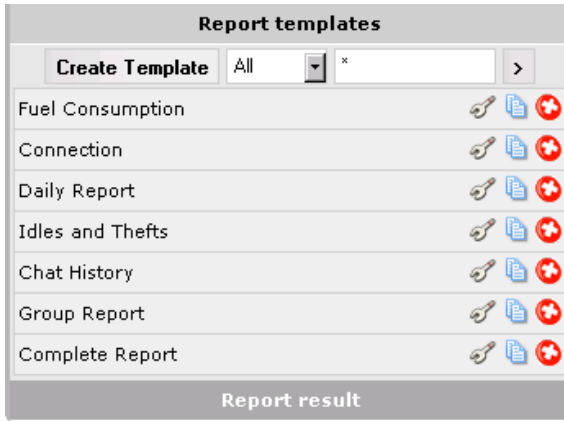 Report templates
Create Template All * >
Fuel Consumption
Connection
Daily Report
Idles and Thefts
Chat History
Group Report
Complete Report
Report result